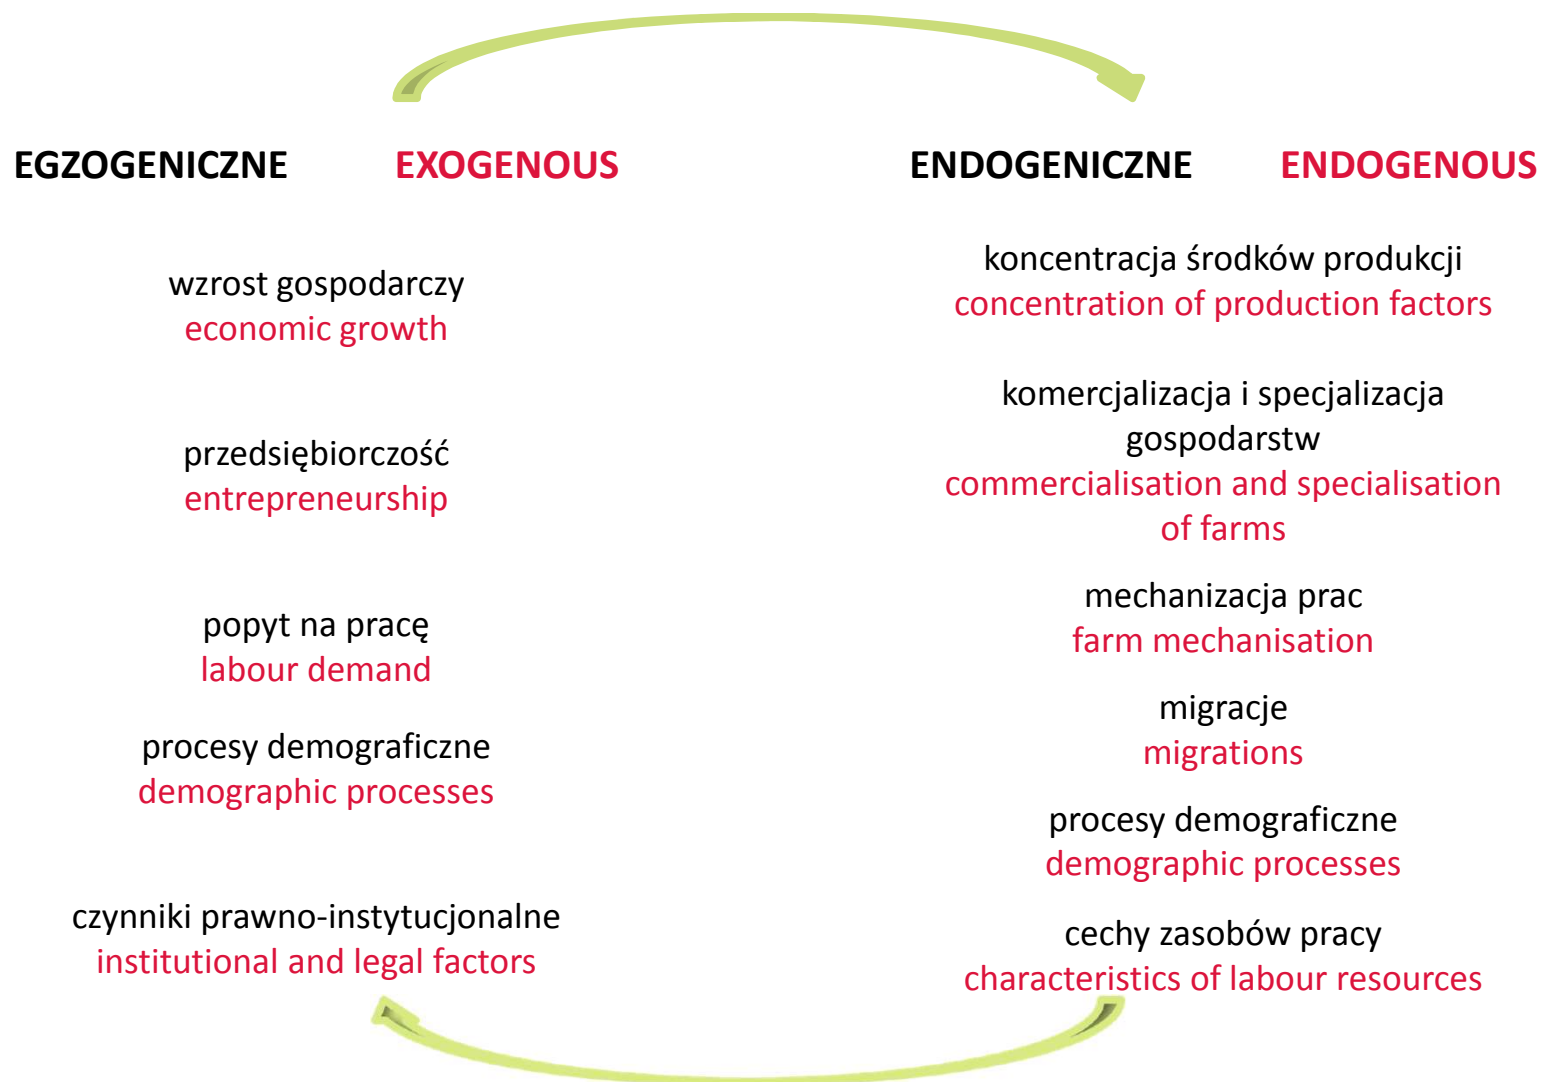 EGZOGENICZNE EXOGENOUS
wzrost gospodarczy
economic growth
przedsiębiorczość
entrepreneurship
popyt na pracę
labour demand
procesy demograficzne
demographic processes
czynniki prawno-instytucjonalne
institutional and legal factors
ENDOGENICZNE ENDOGENOUS
koncentracja środków produkcji
concentration of production factors
komercjalizacja i specjalizacja
gospodarstw
commercialisation and specialisation
of farms
mechanizacja prac
farm mechanisation
migracje
migrations
procesy demograficzne
demographic processes
cechy zasobów pracy
characteristics of labour resources